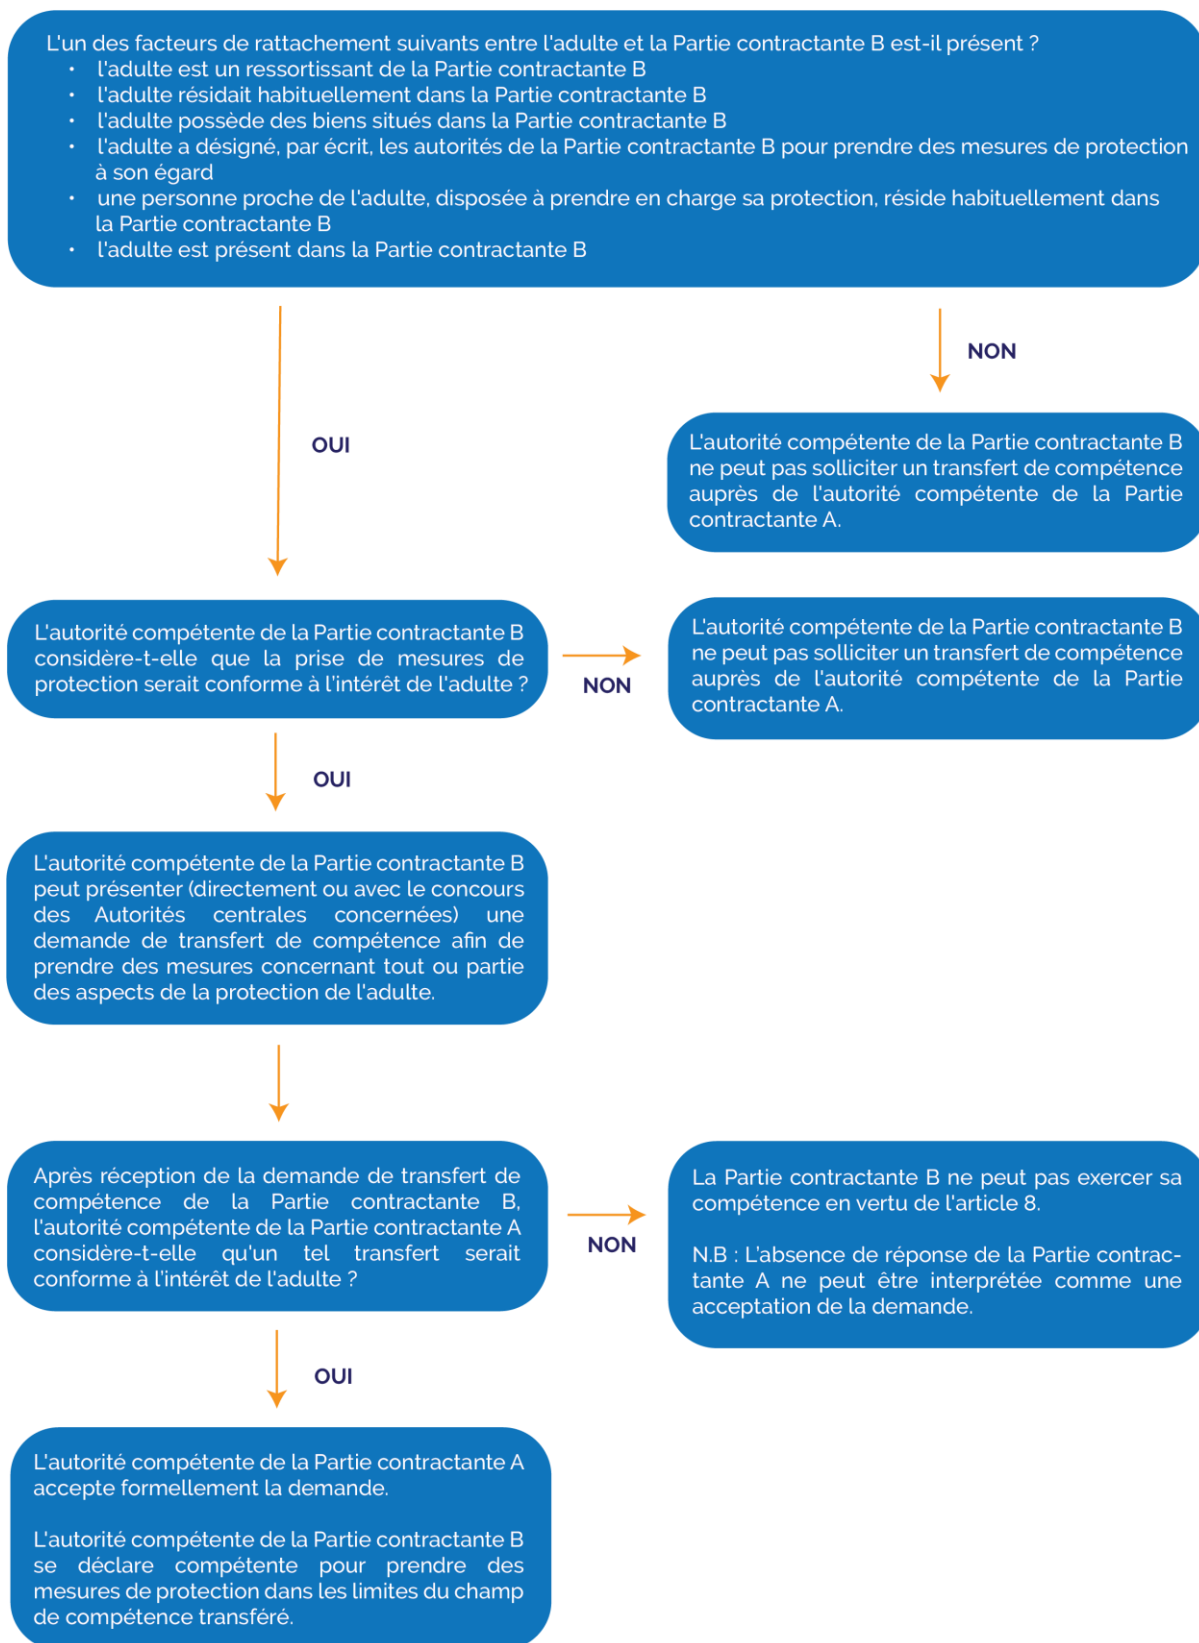 L'un des facteurs de rattachement suivants entre l'adulte et la Partie contractante B est-il présent ?
• l'adulte est un ressortissant de la Partie contractante B
• l'adulte résidait habituellement dans la Partie contractante B
• l'adulte possède des biens situés dans la Partie contractante B
• l'adulte a désigné, par écrit, les autorités de la Partie contractante B pour prendre des mesures de protection
à son égard
• une personne proche de l'adulte, disposée à prendre en charge sa protection, réside habituellement dans
la Partie contractante B
• l'adulte est présent dans la Partie contractante B
NON
OUI
L'autorité compétente de la Partie contractante B
ne peut pas solliciter un transfert de compétence
auprès de l'autorité compétente de la Partie
contractante A.
L'autorité compétente de la Partie contractante B
considère-t-elle que la prise de mesures de
protection serait conforme à l'intérêt de l'adulte ?
NON
L'autorité compétente de la Partie contractante B
ne peut pas solliciter un transfert de compétence
auprès de l'autorité compétente de la Partie
contractante A.
OUI
L'autorité compétente de la Partie contractante B
peut présenter (directement ou avec le concours
des Autorités centrales concernées) une
demande de transfert de compétence afin de
prendre des mesures concernant tout ou partie
des aspects de la protection de l'adulte.
Après réception de la demande de transfert de
compétence de la Partie contractante B,
l'autorité compétente de la Partie contractante A
considère-t-elle qu'un tel transfert serait
conforme à l'intérêt de l'adulte ?
NON
La Partie contractante B ne peut pas exercer sa
compétence en vertu de l'article 8.
N.B : L'absence de réponse de la Partie contrac-
tante A ne peut être interprétée comme une
acceptation de la demande.
OUI
L'autorité compétente de la Partie contractante A
accepte formellement la demande.
L'autorité compétente de la Partie contractante B
se déclare compétente pour prendre des
mesures de protection dans les limites du champ
de compétence transféré.